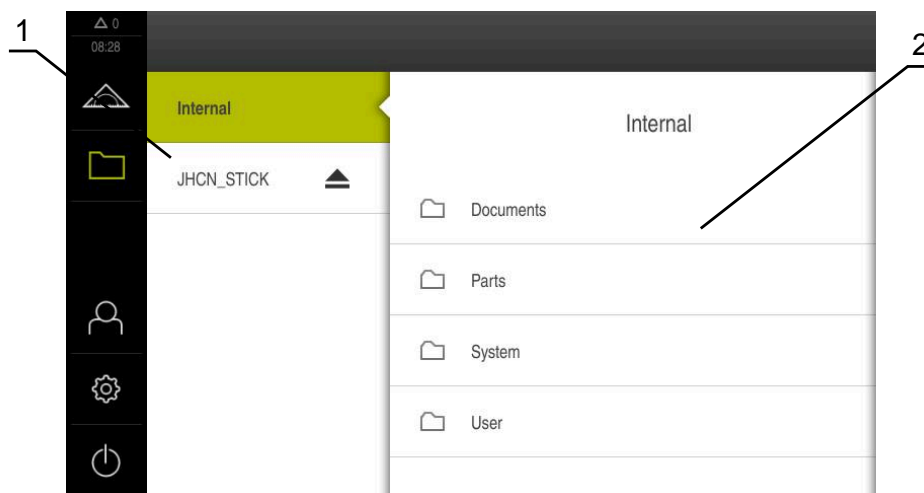 1
2
0
08:28
Internal
JHCN_STICK
Internal
Documents
Parts
System
User